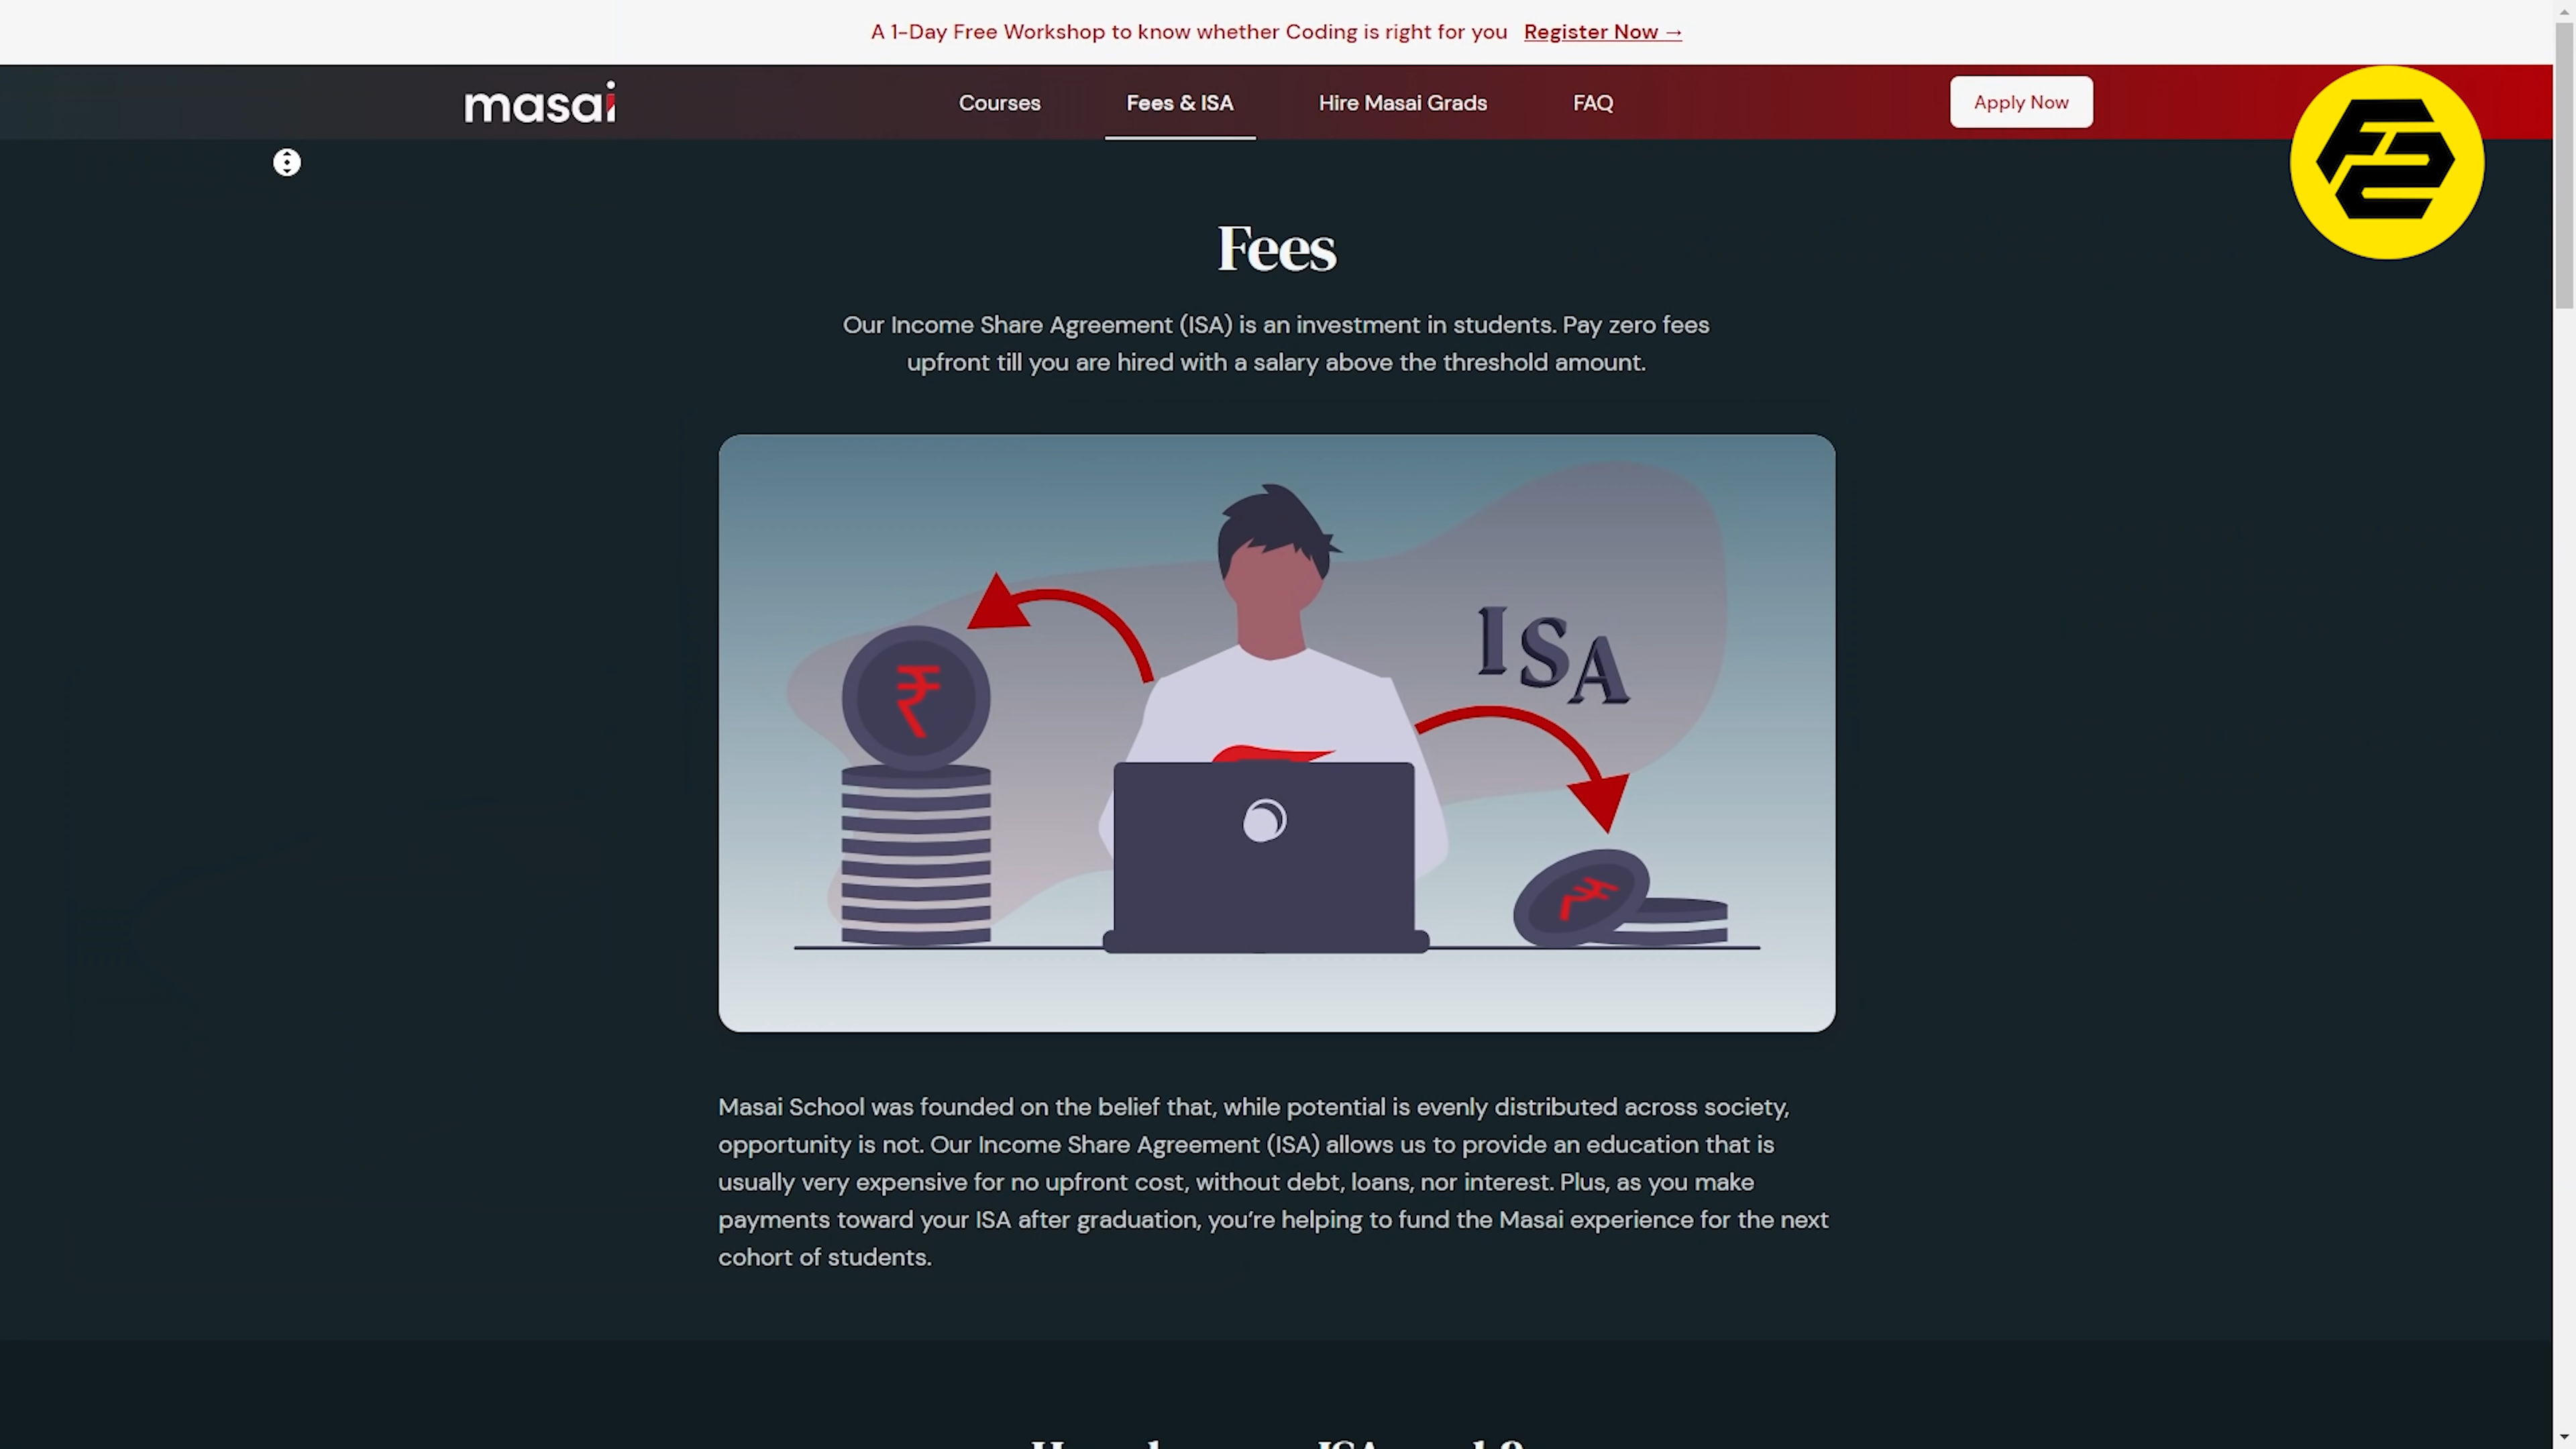 A 1-Day Free Workshop to know whether Coding is right for you Register Now →
masai
Courses
Fees & ISA
Hire Masai Grads
FAQ
Apply Now
Fees
Our Income Share Agreement (ISA) is an investment in students. Pay zero fees
upfront till you are hired with a salary above the threshold amount.
ISA
₹
₹
Masai School was founded on the belief that, while potential is evenly distributed across society,
opportunity is not. Our Income Share Agreement (ISA) allows us to provide an education that is
usually very expensive for no upfront cost, without debt, loans, nor interest. Plus, as you make
payments toward your ISA after graduation, you’re helping to fund the Masai experience for the next
cohort of students.